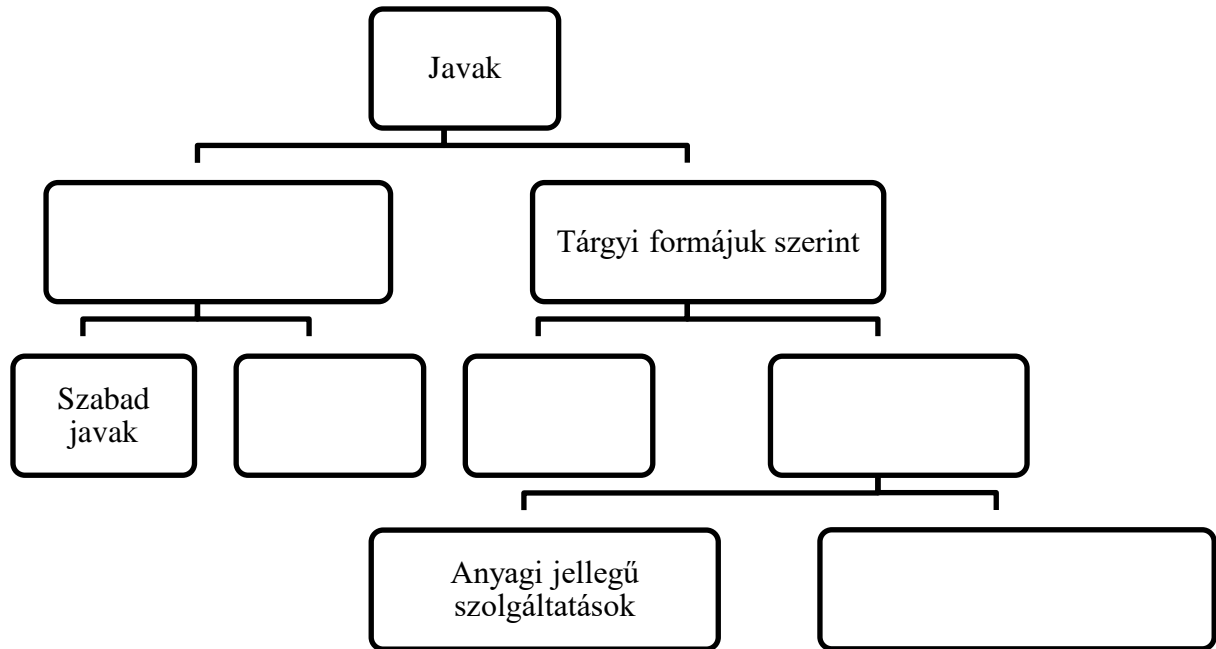 Javak
Tárgyi formájuk szerint
Szabad
javak
Anyagi jellegű
szolgáltatások